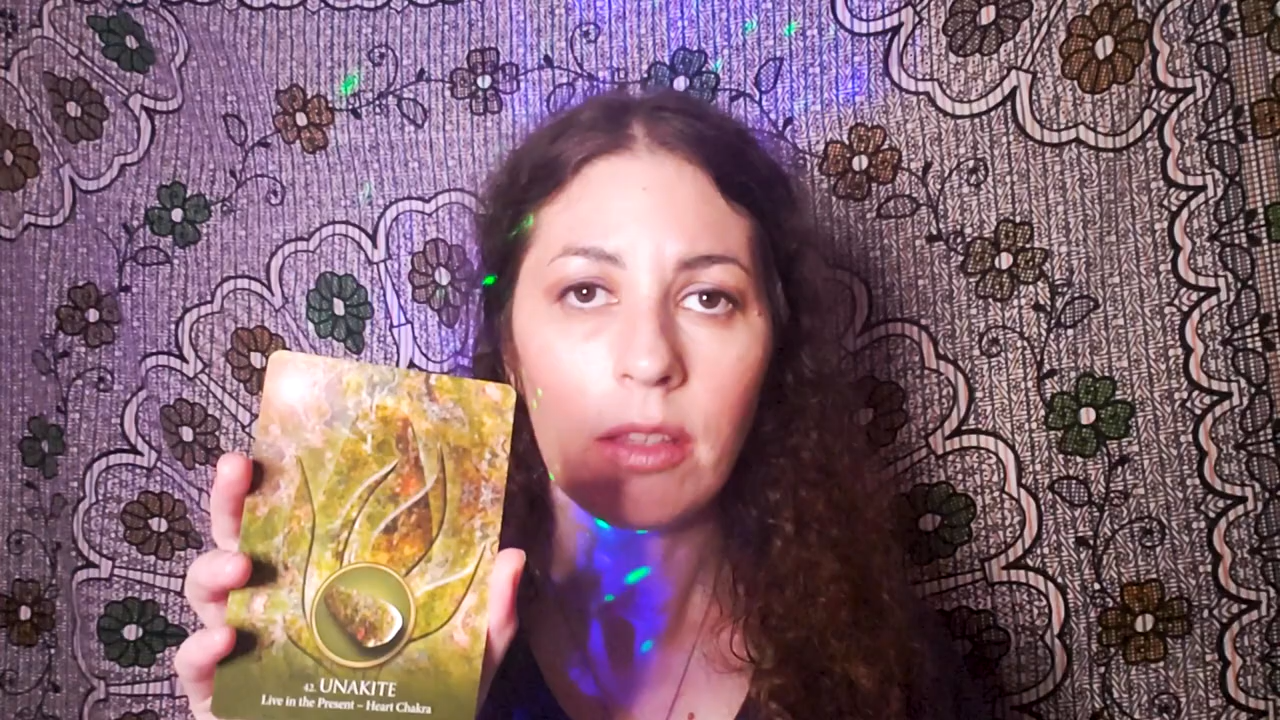 42. UNAKITE
Live in the Present – Heart Chakra